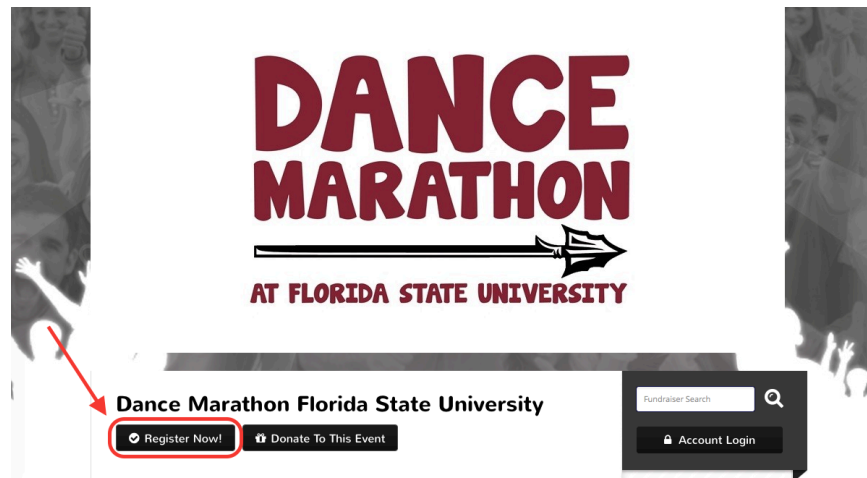 DANCE
MARATHON
AT FLORIDA STATE UNIVERSITY
Dance Marathon Florida State University
Register Now!
Donate To This Event
Fundraiser Search
Account Login